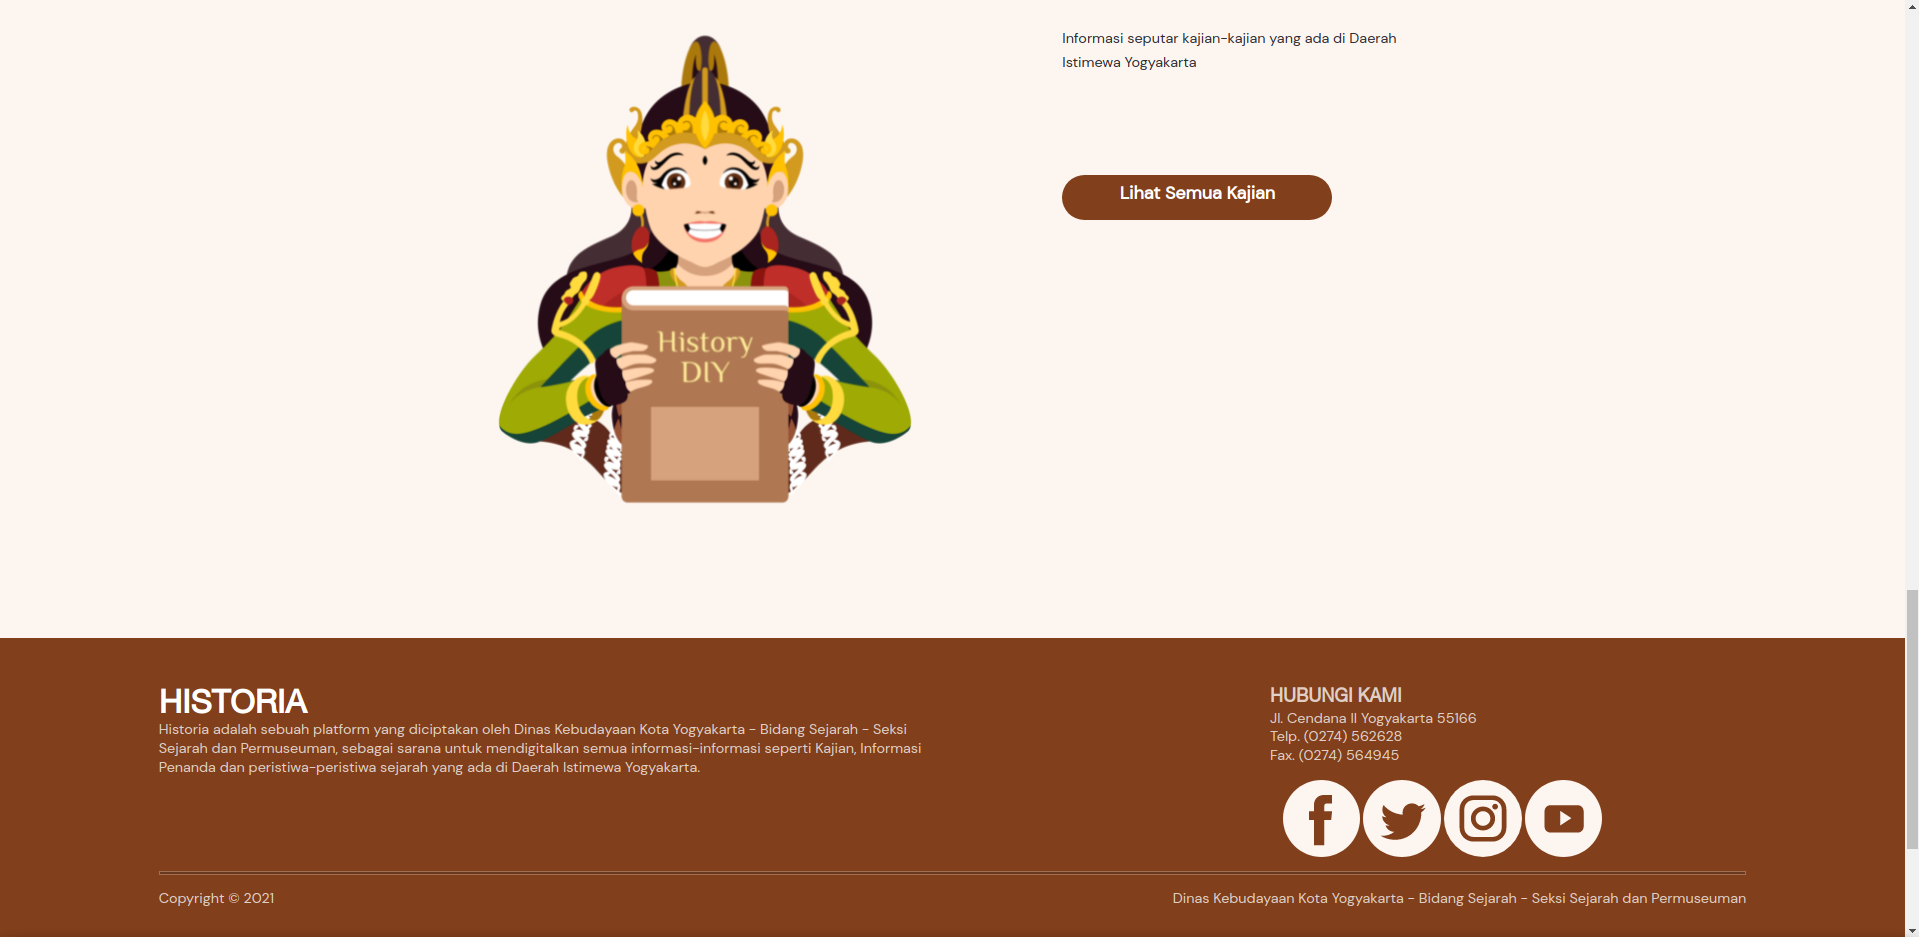 Informasi seputar kajian-kajian yang ada di Daerah
Istimewa Yogyakarta
Lihat Semua Kajian
History
DIY
HISTORIA
Historia adalah sebuah platform yang diciptakan oleh Dinas Kebudayaan Kota Yogyakarta - Bidang Sejarah - Seksi
Sejarah dan Permuseuman, sebagai sarana untuk mendigitalkan semua informasi-informasi seperti Kajian, Informasi
Penanda dan peristiwa-peristiwa sejarah yang ada di Daerah Istimewa Yogyakarta.
HUBUNGI KAMI
Jl. Cendana II Yogyakarta 55166
Telp. (0274) 562628
Fax. (0274) 564945
Copyright © 2021
Dinas Kebudayaan Kota Yogyakarta - Bidang Sejarah - Seksi Sejarah dan Permuseuman